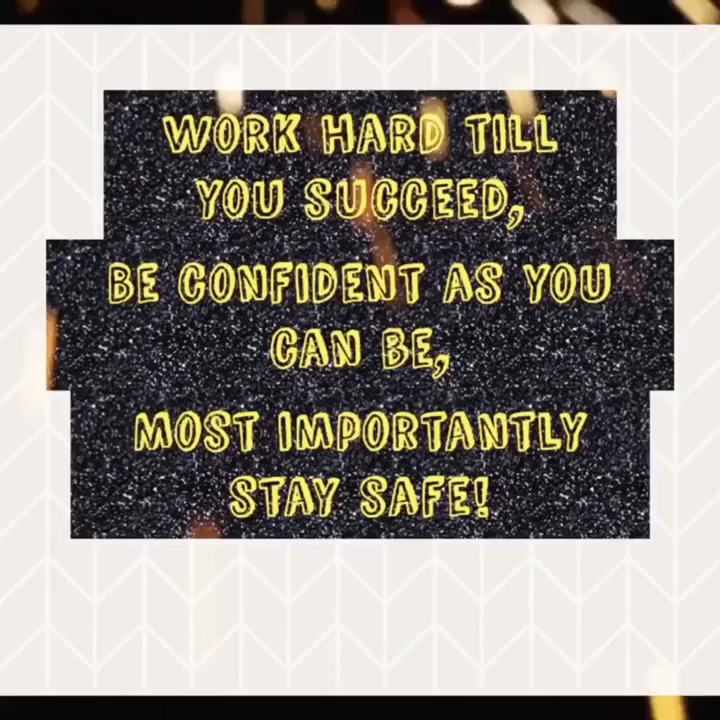 WORK HARD TILL
YOU SUCCEED,
BE CONFIDENT AS YOU
CAN BE,
MOST IMPORTANTLY
STAY SAFE!